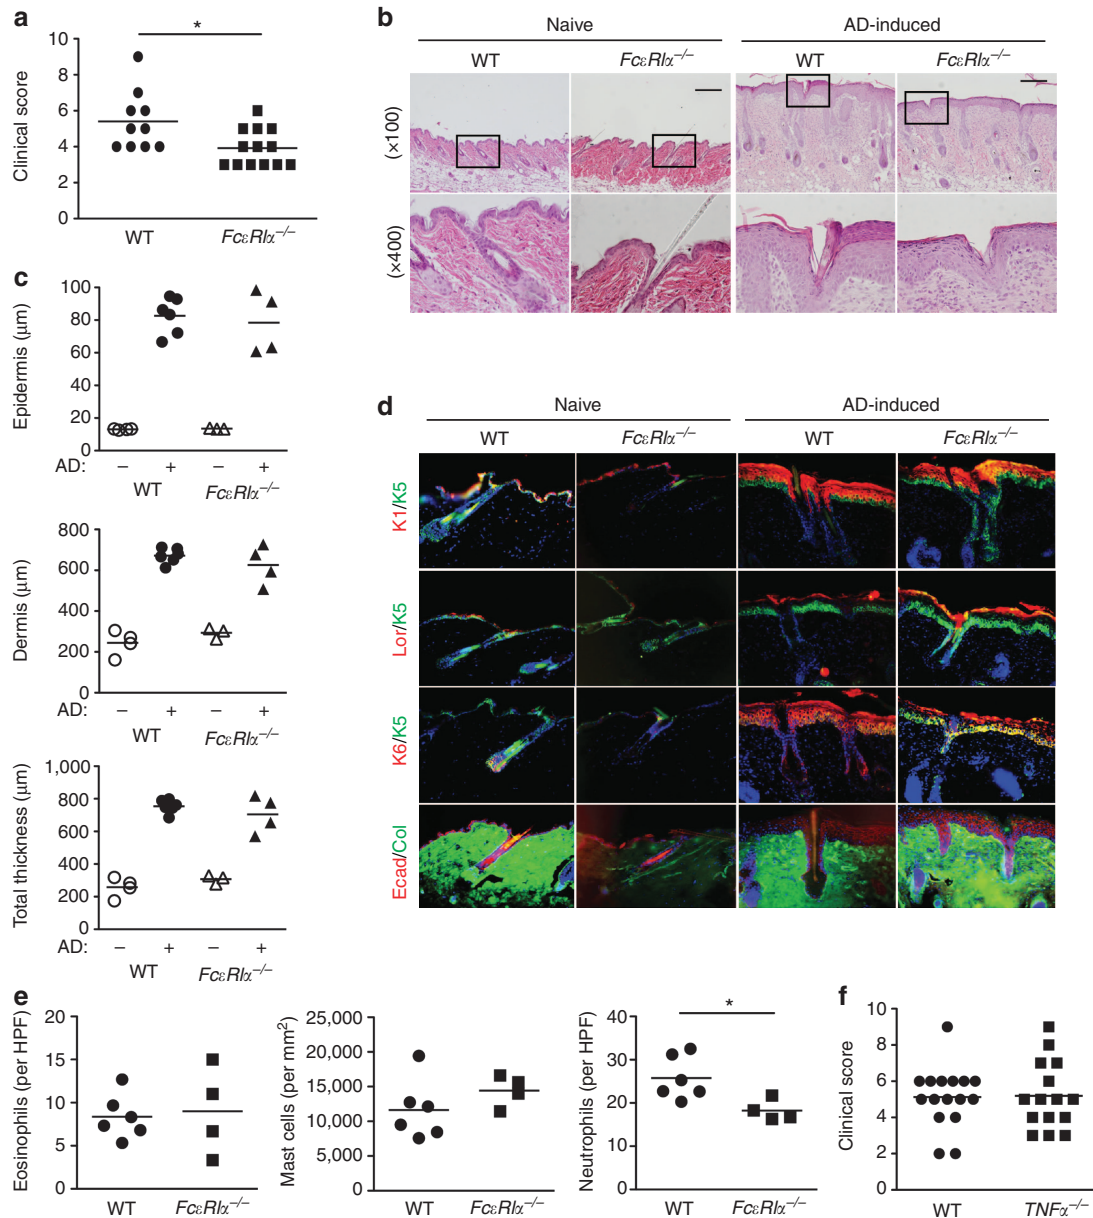 a
*
10
8
6
4
2
0
Clinical score
WT
FcεRIα−/−
b
Naive
AD-induced
WT
FcεRIα−/−
WT
FcεRIα−/−
(×100)
(×400)
c
100
80
60
40
20
0
Epidermis (μm)
AD: − + − +
WT
FcεRIα−/−
800
600
400
200
0
Dermis (μm)
AD: − + − +
WT
FcεRIα−/−
1,000
800
600
400
200
0
Total thickness (μm)
AD: − + − +
WT
FcεRIα−/−
d
Naive
AD-induced
WT
FcεRIα−/−
WT
FcεRIα−/−
K1/K5
Lor/K5
K6/K5
Ecad/Col
e
20
15
10
5
0
Eosinophils (per HPF)
WT
FcεRIα−/−
25,000
20,000
15,000
10,000
5,000
0
Mast cells (per mm²)
WT
FcεRIα−/−
*
40
30
20
10
Neutrophils (per HPF)
WT
FcεRIα−/−
f
10
8
6
4
2
0
Clinical score
WT
TNFα−/−